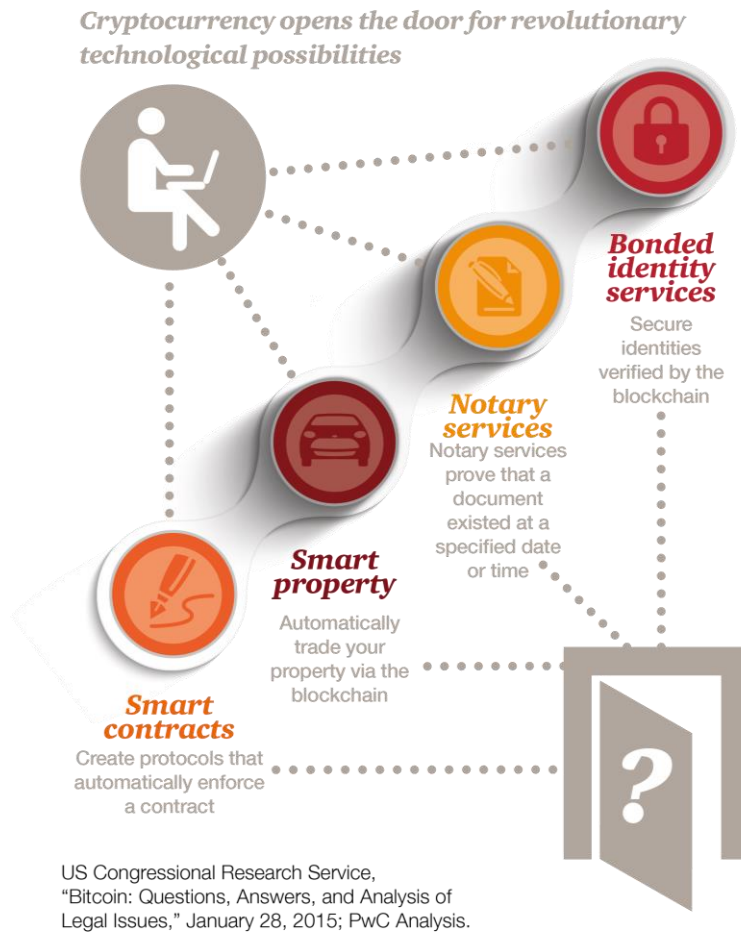 Cryptocurrency opens the door for revolutionary
technological possibilities
Bonded
identity
services
Secure
identities
verified by the
blockchain
Notary
services
Notary services
prove that a
document
existed at a
specified date
or time
Smart
property
Automatically
trade your
property via the
blockchain
Smart
contracts
Create protocols that
automatically enforce
a contract
?
US Congressional Research Service,
“Bitcoin: Questions, Answers, and Analysis of
Legal Issues,” January 28, 2015; PwC Analysis.